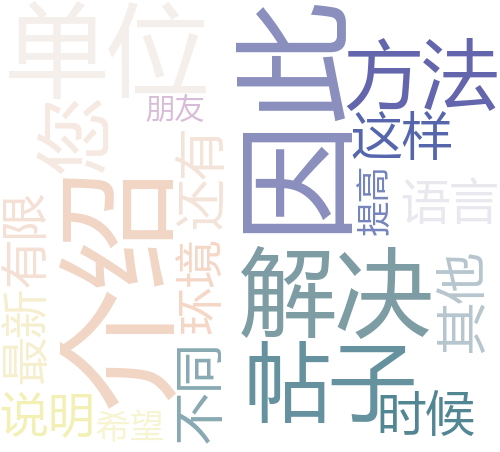 单位
因此
方法
朋友
您
这样
介绍
还有
提高
语言
有限
环境
解决
其他
最新
帖子
不同
说明
希望
时候